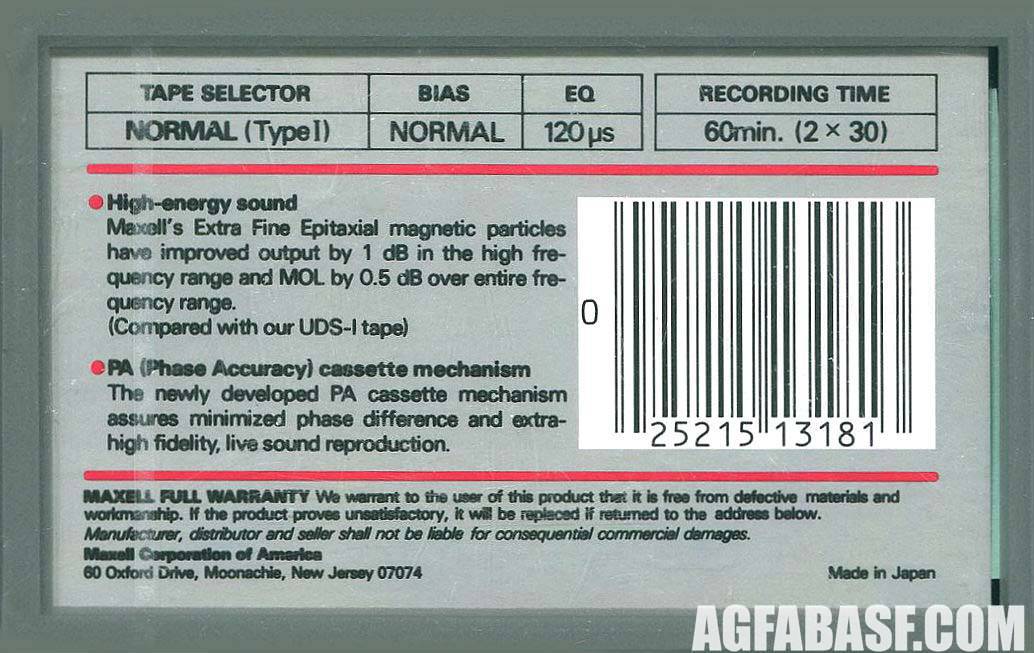 TAPE SELECTOR BIAS EQ RECORDING TIME
NORMAL (Type I) NORMAL 120 µs 60min. (2 × 30)
● High-energy sound
Maxell's Extra Fine Epitaxial magnetic particles
have improved output by 1 dB in the high fre-
quency range and MOL by 0.5 dB over entire fre-
quency range.
(Compared with our UDS-I tape)
● PA (Phase Accuracy) cassette mechanism
The newly developed PA cassette mechanism
assures minimized phase difference and extra-
high fidelity, live sound reproduction.
0 25215 13181
MAXELL FULL WARRANTY We warrant to the user of this product that it is free from defective materials and
workmanship. If the product proves unsatisfactory, it will be replaced if returned to the address below.
Manufacturer, distributor and seller shall not be liable for consequential commercial damages.
Maxell Corporation of America
60 Oxford Drive, Moonachie, New Jersey 07074 Made in Japan
AGFABASF.COM